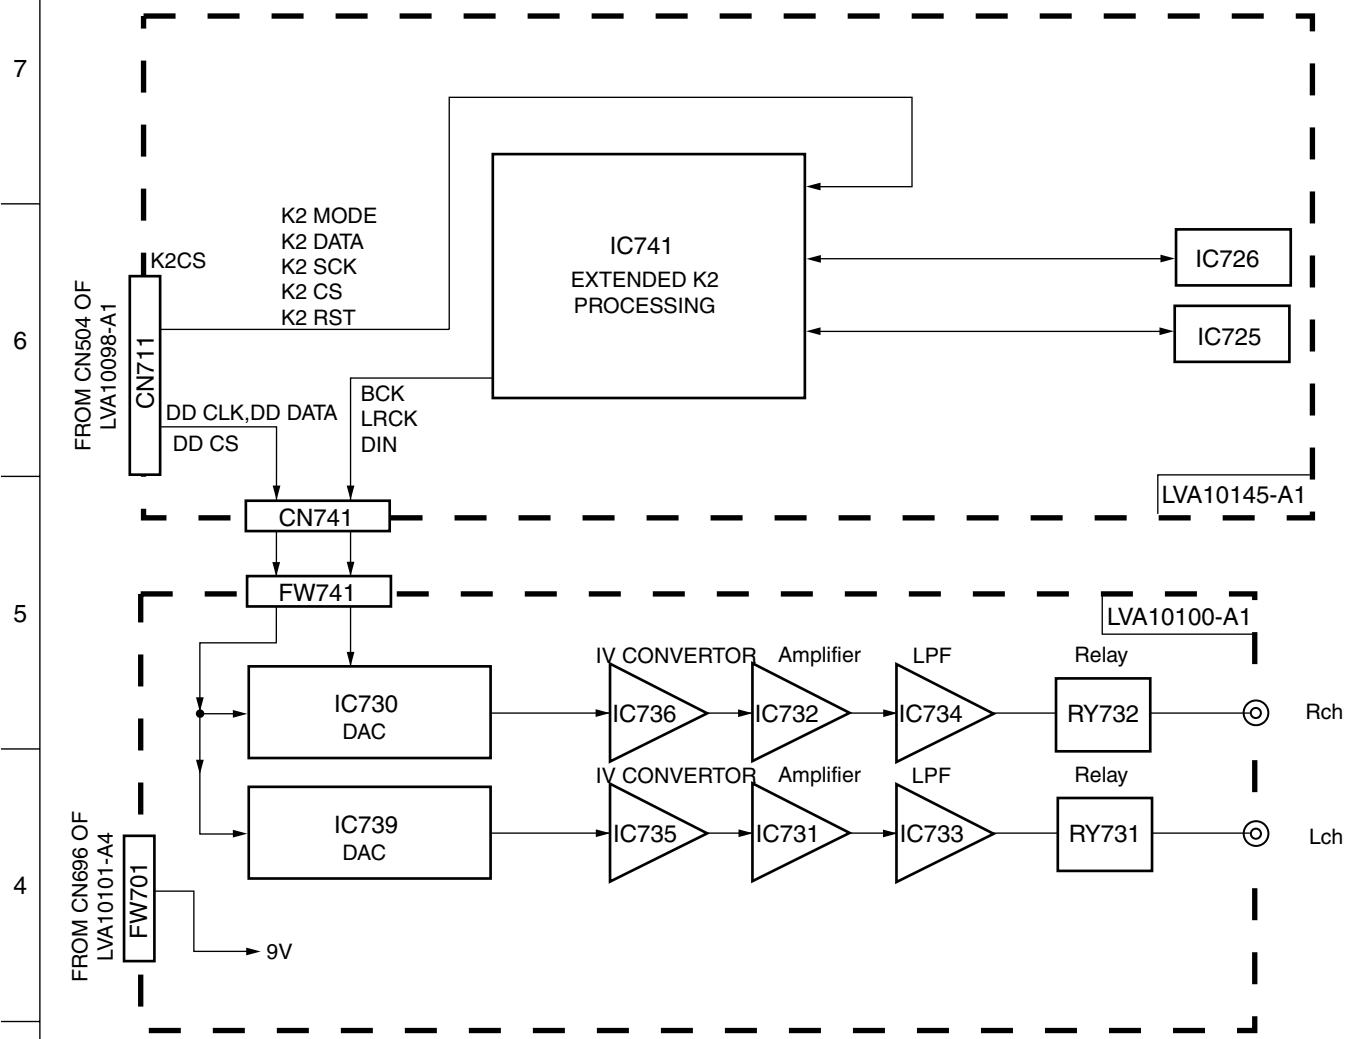 7
6
5
4
K2CS
K2 MODE
K2 DATA
K2 SCK
K2 CS
K2 RST
IC741
EXTENDED K2
PROCESSING
IC726
IC725
FROM CN504 OF
LVA10098-A1
CN711
DD CLK,DD DATA
DD CS
BCK
LRCK
DIN
LVA10145-A1
CN741
FW741
LVA10100-A1
IC730
DAC
IV CONVERTOR
IC736
Amplifier
IC732
LPF
IC734
Relay
RY732
Rch
IC739
DAC
IV CONVERTOR
IC735
Amplifier
IC731
LPF
IC733
Relay
RY731
Lch
FROM CN696 OF
LVA10101-A4
FW701
9V